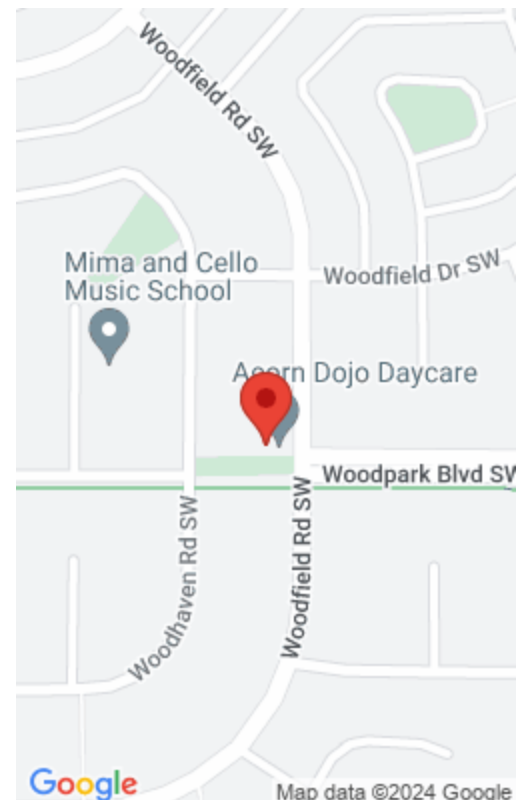 Woodfield Rd SW
Mima and Cello
Music School
Woodfield Dr SW
Acorn Dojo Daycare
Woodpark Blvd SW
Woodhaven Rd SW
Woodfield Rd SW
Google
Map data ©2024 Google